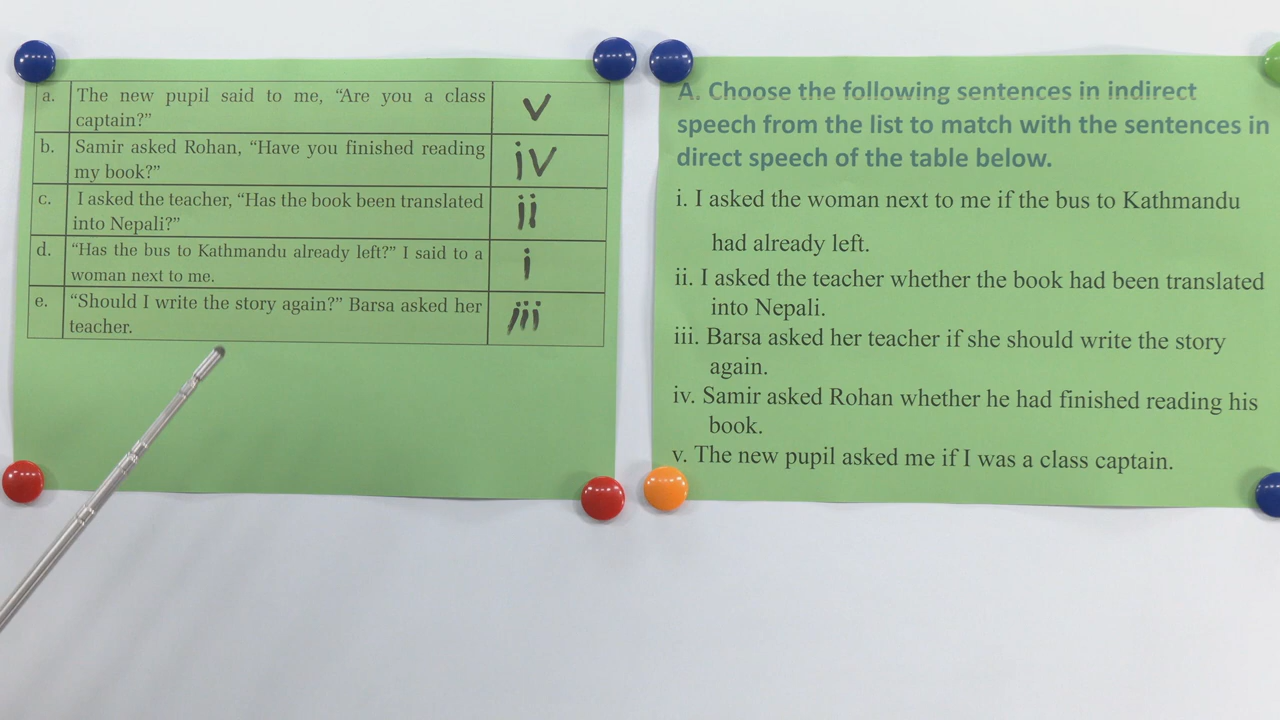 a. The new pupil said to me, “Are you a class
captain?” v
b. Samir asked Rohan, “Have you finished reading
my book?” iv
c. I asked the teacher, “Has the book been translated
into Nepali?” ii
d. “Has the bus to Kathmandu already left?” I said to a
woman next to me. i
e. “Should I write the story again?” Barsa asked her
teacher. iii
A. Choose the following sentences in indirect
speech from the list to match with the sentences in
direct speech of the table below.
i. I asked the woman next to me if the bus to Kathmandu
had already left.
ii. I asked the teacher whether the book had been translated
into Nepali.
iii. Barsa asked her teacher if she should write the story
again.
iv. Samir asked Rohan whether he had finished reading his
book.
v. The new pupil asked me if I was a class captain.